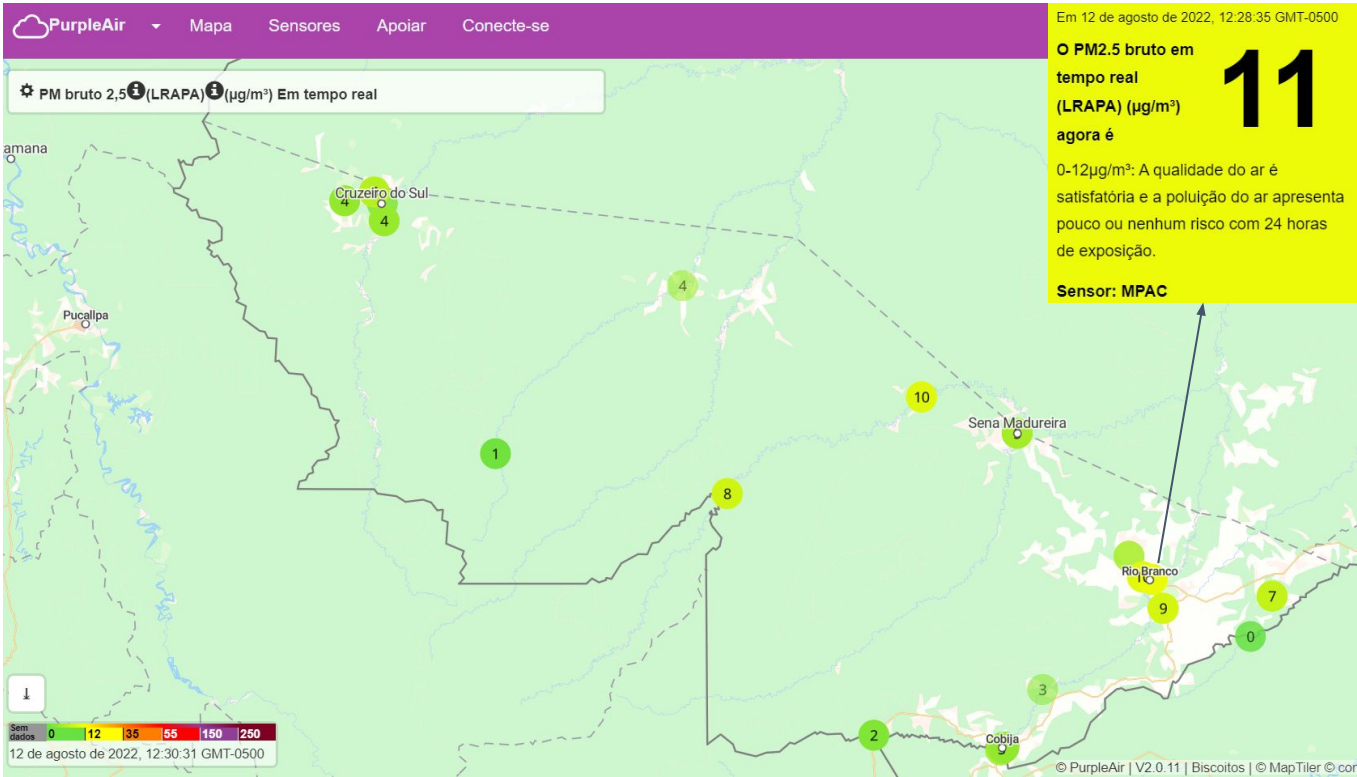 PurpleAir
Mapa
Sensores
Apoiar
Conecte-se
Em 12 de agosto de 2022, 12:28:35 GMT-0500
O PM2.5 bruto em
tempo real
(LRAPA) (µg/m³)
agora é
11
0-12µg/m³: A qualidade do ar é
satisfatória e a poluição do ar apresenta
pouco ou nenhum risco com 24 horas
de exposição.
Sensor: MPAC
PM bruto 2,5 (LRAPA) (µg/m³) Em tempo real
amana
Cruzeiro do Sul
4
4
4
Pucallpa
10
Sena Madureira
1
8
Rio Branco
9
7
0
3
2
Cobija
Sem
dados
0 12 35 55 150 250
12 de agosto de 2022, 12:30:31 GMT-0500
© PurpleAir | V2.0.11 | Biscoitos | © MapTiler © cor